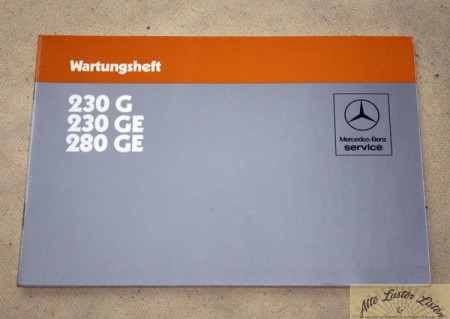 Wartungsheft
230 G
230 GE
280 GE
Mercedes-Benz
service
Alte Laster Listen